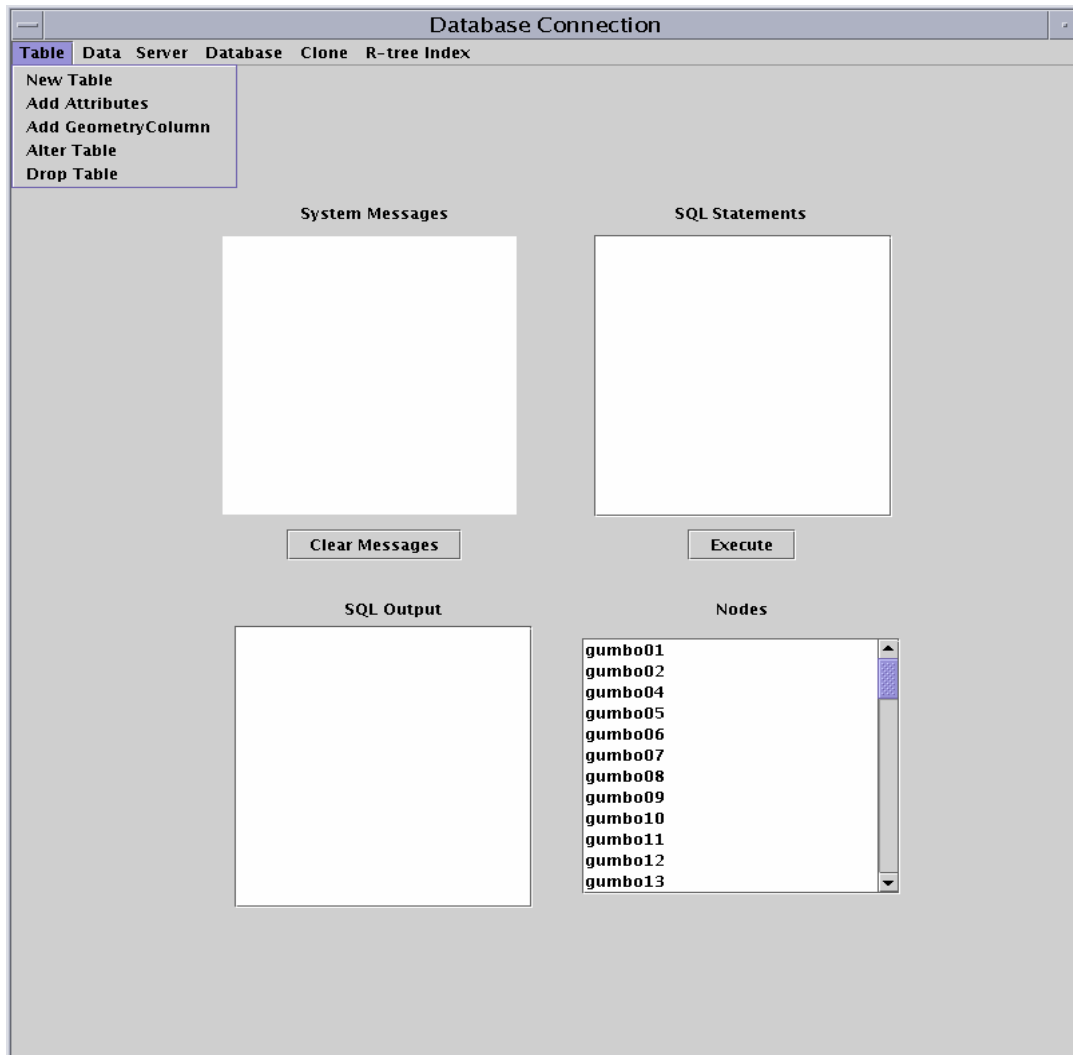 Database Connection
Table Data Server Database Clone R-tree Index
New Table
Add Attributes
Add GeometryColumn
Alter Table
Drop Table
System Messages
SQL Statements
Clear Messages
Execute
SQL Output
Nodes
gumbo01
gumbo02
gumbo04
gumbo05
gumbo06
gumbo07
gumbo08
gumbo09
gumbo10
gumbo11
gumbo12
gumbo13